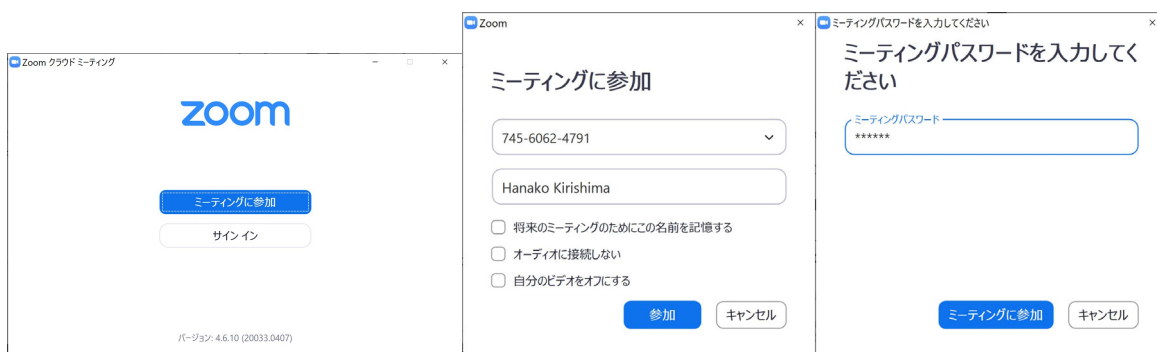 Zoom クラウド ミーティング
zoom
ミーティングに参加
サイン イン
バージョン: 4.6.10 (20033.0407)
Zoom
ミーティングに参加
745-6062-4791
Hanako Kirishima
将来のミーティングのためにこの名前を記憶する
オーディオに接続しない
自分のビデオをオフにする
参加
キャンセル
ミーティングパスワードを入力してください
ミーティングパスワードを入力してく
ださい
ミーティングパスワード
******
ミーティングに参加
キャンセル